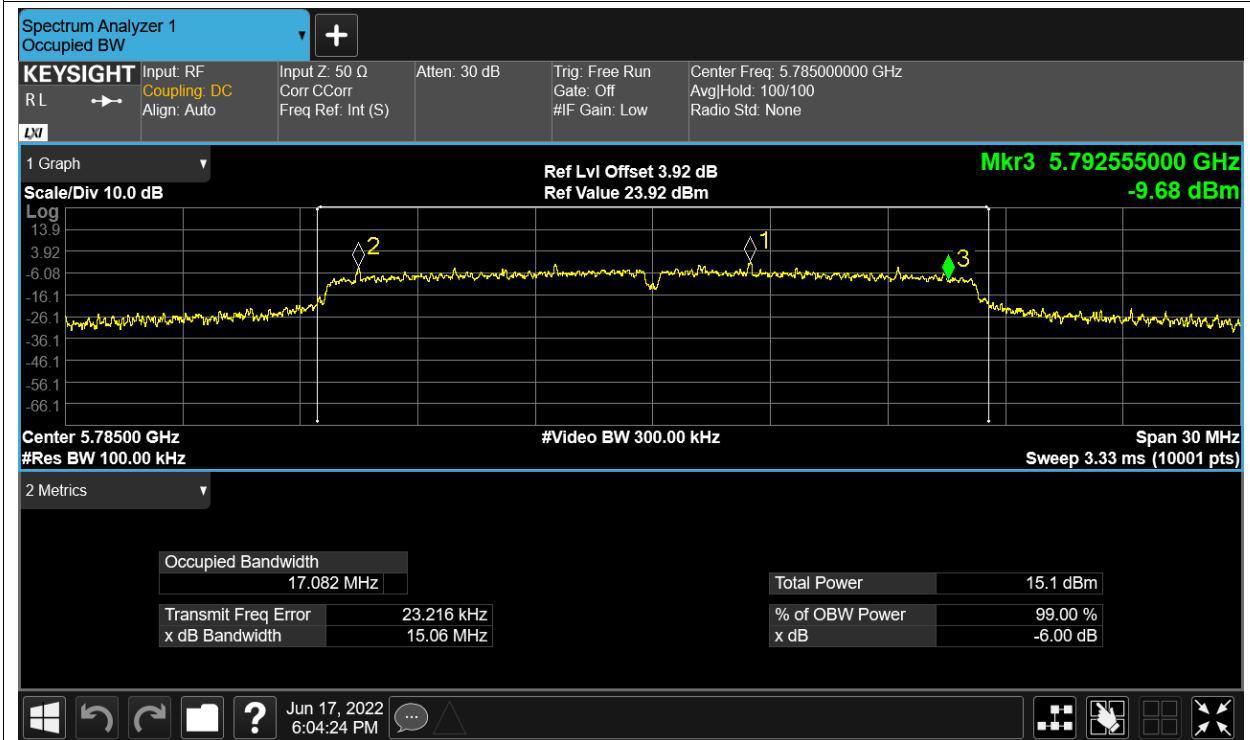 Spectrum Analyzer 1
Occupied BW
KEYSIGHT
R L
LXI
Input: RF
Coupling: DC
Align: Auto
Input Z: 50 Ω
Corr CCorr
Freq Ref: Int (S)
Atten: 30 dB
Trig: Free Run
Gate: Off
#IF Gain: Low
Center Freq: 5.785000000 GHz
Avg|Hold: 100/100
Radio Std: None
1 Graph
Scale/Div 10.0 dB
Ref Lvl Offset 3.92 dB
Ref Value 23.92 dBm
Mkr3 5.792555000 GHz
-9.68 dBm
Log
13.9
3.92
-6.08
-16.1
-26.1
-36.1
-46.1
-56.1
-66.1
2
1
3
Center 5.78500 GHz
#Res BW 100.00 kHz
#Video BW 300.00 kHz
Span 30 MHz
Sweep 3.33 ms (10001 pts)
2 Metrics
Occupied Bandwidth
17.082 MHz
Transmit Freq Error 23.216 kHz
x dB Bandwidth 15.06 MHz
Total Power 15.1 dBm
% of OBW Power 99.00 %
x dB -6.00 dB
?
Jun 17, 2022
6:04:24 PM